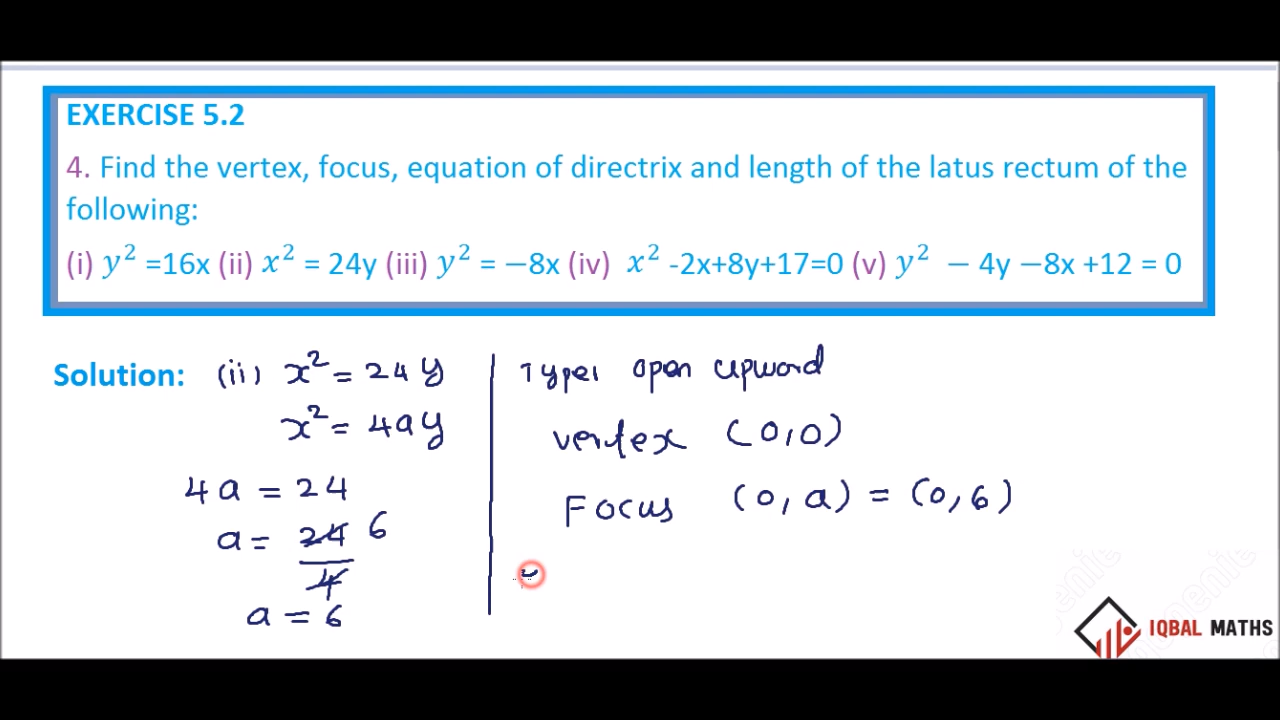 EXERCISE 5.2
4. Find the vertex, focus, equation of directrix and length of the latus rectum of the
following:
(i) y² =16x (ii) x² = 24y (iii) y² = −8x (iv) x² -2x+8y+17=0 (v) y² − 4y −8x +12 = 0
Solution: (ii) x² = 24y
x² = 4ay
4a = 24
a = 24/4 6
a = 6
Type: open upward
vertex (0,0)
Focus (0, a) = (0, 6)
IQBAL MATHS